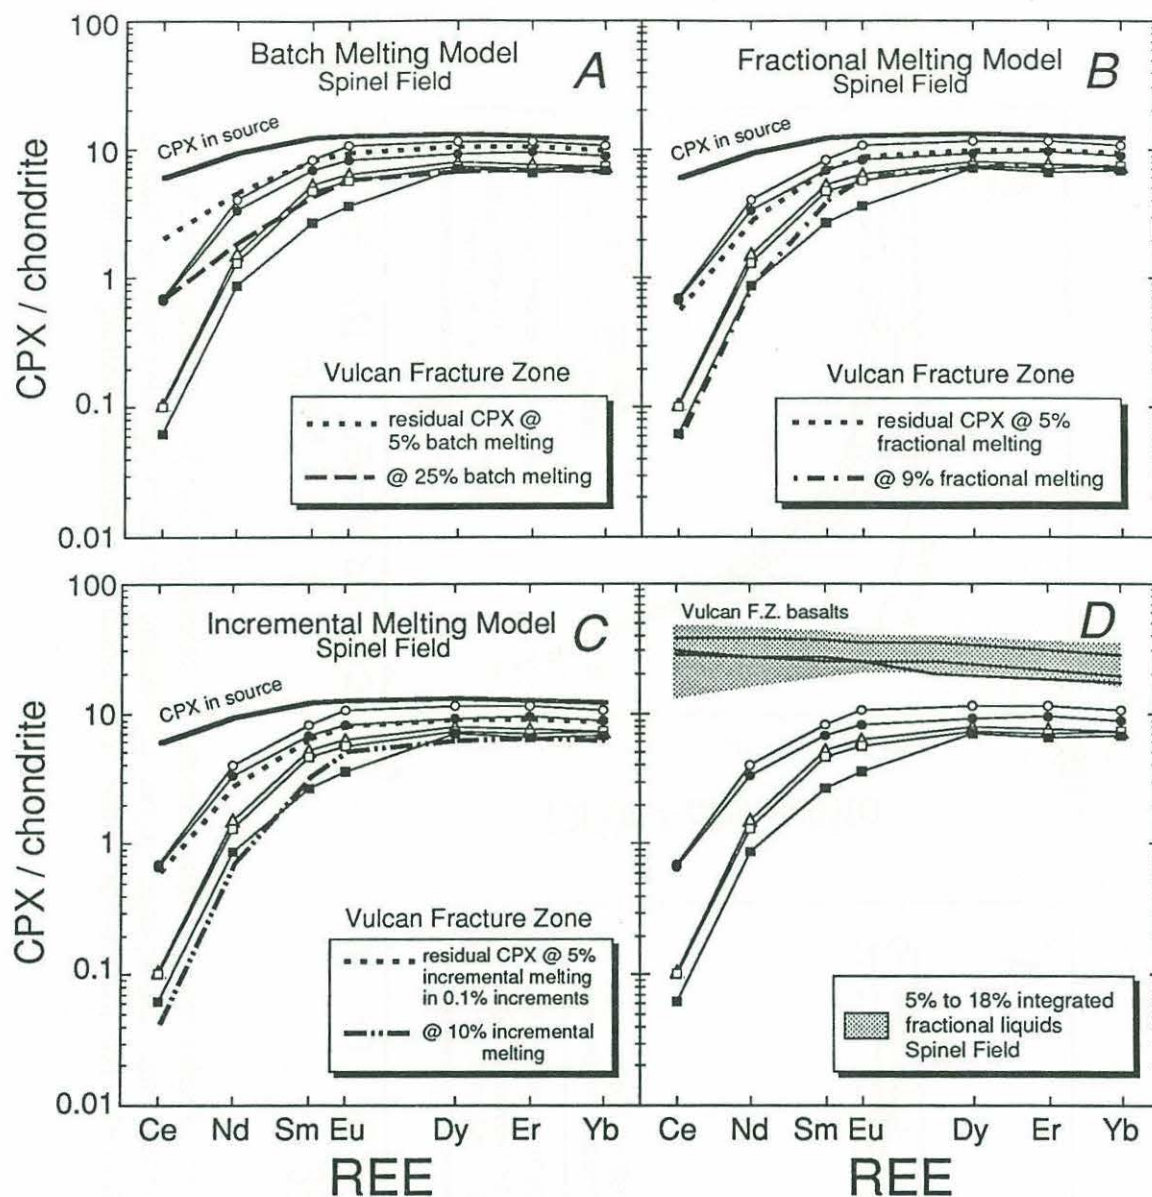 Batch Melting Model
Spinel Field
A
CPX in source
Vulcan Fracture Zone
residual CPX @
5% batch melting
@ 25% batch melting
100
10
1
0.1
0.01
CPX / chondrite
Fractional Melting Model
Spinel Field
B
CPX in source
Vulcan Fracture Zone
residual CPX @ 5%
fractional melting
@ 9% fractional melting
Incremental Melting Model
Spinel Field
C
CPX in source
Vulcan Fracture Zone
residual CPX @ 5%
incremental melting
in 0.1% increments
@ 10% incremental
melting
100
10
1
0.1
0.01
CPX / chondrite
Ce Nd Sm Eu Dy Er Yb
REE
Vulcan F.Z. basalts
D
5% to 18% integrated
fractional liquids
Spinel Field
Ce Nd Sm Eu Dy Er Yb
REE